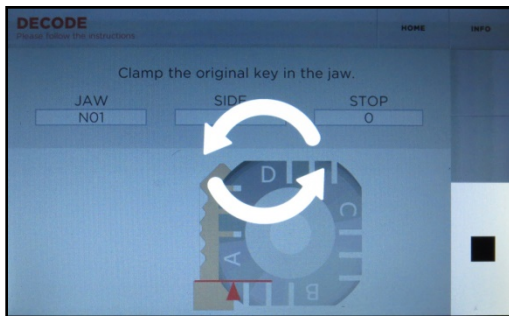 DECODE
Please follow the instructions.
HOME
INFO
Clamp the original key in the jaw.
JAW
SIDE
STOP
N01
0
D
C
A
B